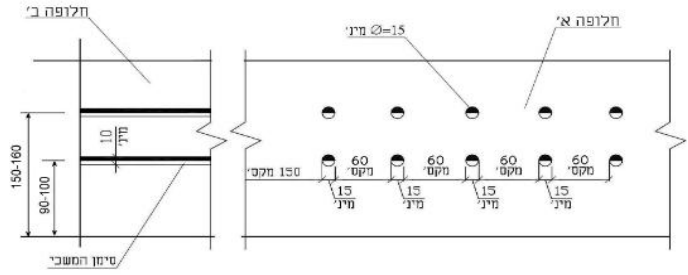 חלופה ב׳
חלופה א׳
מינ׳ Ø=15
10
מינ׳
150-160
90-100
150 מקס׳
60
מקס׳
60
מקס׳
60
מקס׳
60
מקס׳
15
מינ׳
15
מינ׳
15
מינ׳
15
מינ׳
סימן המשכי